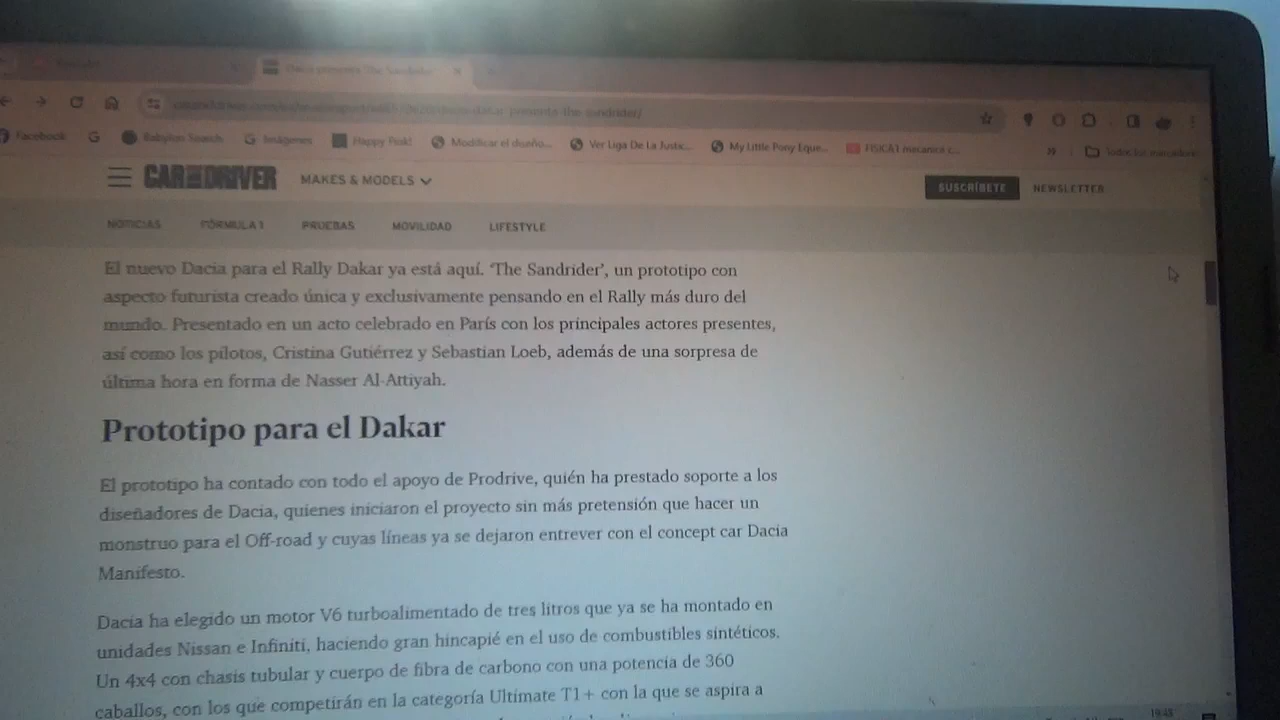 Facebook
G
Babylon Search
G Imágenes
Happy Pink!
Modificar el diseño...
Ver Liga De La Justic...
My Little Pony Eque...
FISICA1 mecanica c...
»
CAR AND DRIVER
MAKES & MODELS
SUSCRÍBETE
NEWSLETTER
NOTICIAS
FÓRMULA 1
PRUEBAS
MOVILIDAD
LIFESTYLE
El nuevo Dacia para el Rally Dakar ya está aquí. 'The Sandrider', un prototipo con
aspecto futurista creado única y exclusivamente pensando en el Rally más duro del
mundo. Presentado en un acto celebrado en París con los principales actores presentes,
así como los pilotos, Cristina Gutiérrez y Sebastian Loeb, además de una sorpresa de
última hora en forma de Nasser Al-Attiyah.
Prototipo para el Dakar
El prototipo ha contado con todo el apoyo de Prodrive, quién ha prestado soporte a los
diseñadores de Dacia, quienes iniciaron el proyecto sin más pretensión que hacer un
monstruo para el Off-road y cuyas líneas ya se dejaron entrever con el concept car Dacia
Manifesto.
Dacia ha elegido un motor V6 turboalimentado de tres litros que ya se ha montado en
unidades Nissan e Infiniti, haciendo gran hincapié en el uso de combustibles sintéticos.
Un 4x4 con chasis tubular y cuerpo de fibra de carbono con una potencia de 360
caballos, con los que competirán en la categoría Ultimate T1+ con la que se aspira a
19:45